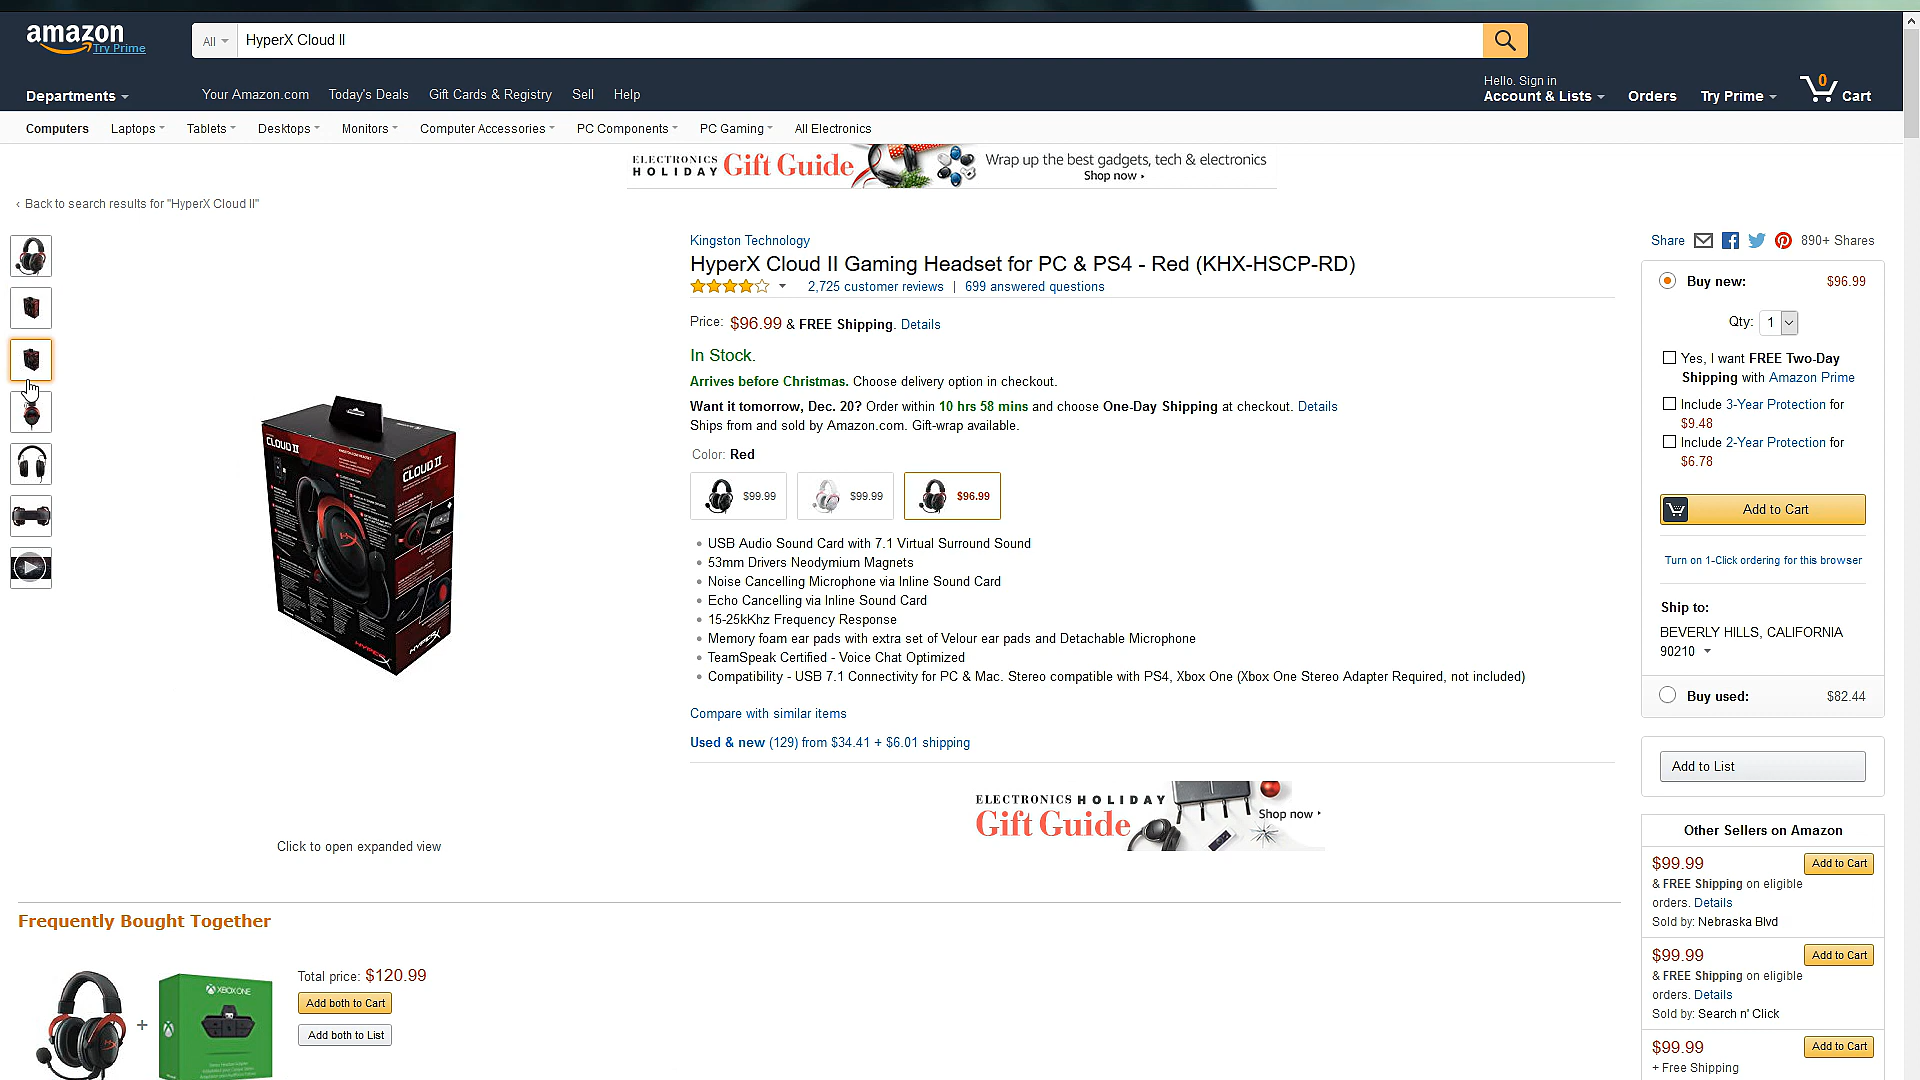 amazon
Try Prime
All
HyperX Cloud II
Departments
Your Amazon.com
Today's Deals
Gift Cards & Registry
Sell
Help
Hello. Sign in
Account & Lists
Orders
Try Prime
0
Cart
Computers
Laptops
Tablets
Desktops
Monitors
Computer Accessories
PC Components
PC Gaming
All Electronics
ELECTRONICS
HOLIDAY
Gift Guide
Wrap up the best gadgets, tech & electronics
Shop now
‹ Back to search results for "HyperX Cloud II"
CLOUD II
CLOUD II
HX
HYPERX
HYPERX
Click to open expanded view
Kingston Technology
HyperX Cloud II Gaming Headset for PC & PS4 - Red (KHX-HSCP-RD)
2,725 customer reviews | 699 answered questions
Price: $96.99 & FREE Shipping. Details
In Stock.
Arrives before Christmas. Choose delivery option in checkout.
Want it tomorrow, Dec. 20? Order within 10 hrs 58 mins and choose One-Day Shipping at checkout. Details
Ships from and sold by Amazon.com. Gift-wrap available.
Color: Red
$99.99
$99.99
$96.99
• USB Audio Sound Card with 7.1 Virtual Surround Sound
• 53mm Drivers Neodymium Magnets
• Noise Cancelling Microphone via Inline Sound Card
• Echo Cancelling via Inline Sound Card
• 15-25kKhz Frequency Response
• Memory foam ear pads with extra set of Velour ear pads and Detachable Microphone
• TeamSpeak Certified - Voice Chat Optimized
• Compatibility - USB 7.1 Connectivity for PC & Mac. Stereo compatible with PS4, Xbox One (Xbox One Stereo Adapter Required, not included)
Compare with similar items
Used & new (129) from $34.41 + $6.01 shipping
ELECTRONICS HOLIDAY
Gift Guide
Shop now
Share
890+ Shares
Buy new:
$96.99
Qty: 1
Yes, I want FREE Two-Day
Shipping with Amazon Prime
Include 3-Year Protection for
$9.48
Include 2-Year Protection for
$6.78
Add to Cart
Turn on 1-Click ordering for this browser
Ship to:
BEVERLY HILLS, CALIFORNIA
90210
Buy used:
$82.44
Add to List
Other Sellers on Amazon
$99.99
Add to Cart
& FREE Shipping on eligible
orders. Details
Sold by: Nebraska Blvd
$99.99
Add to Cart
& FREE Shipping on eligible
orders. Details
Sold by: Search n' Click
$99.99
Add to Cart
+ Free Shipping
Frequently Bought Together
+
XBOX ONE
Total price: $120.99
Add both to Cart
Add both to List